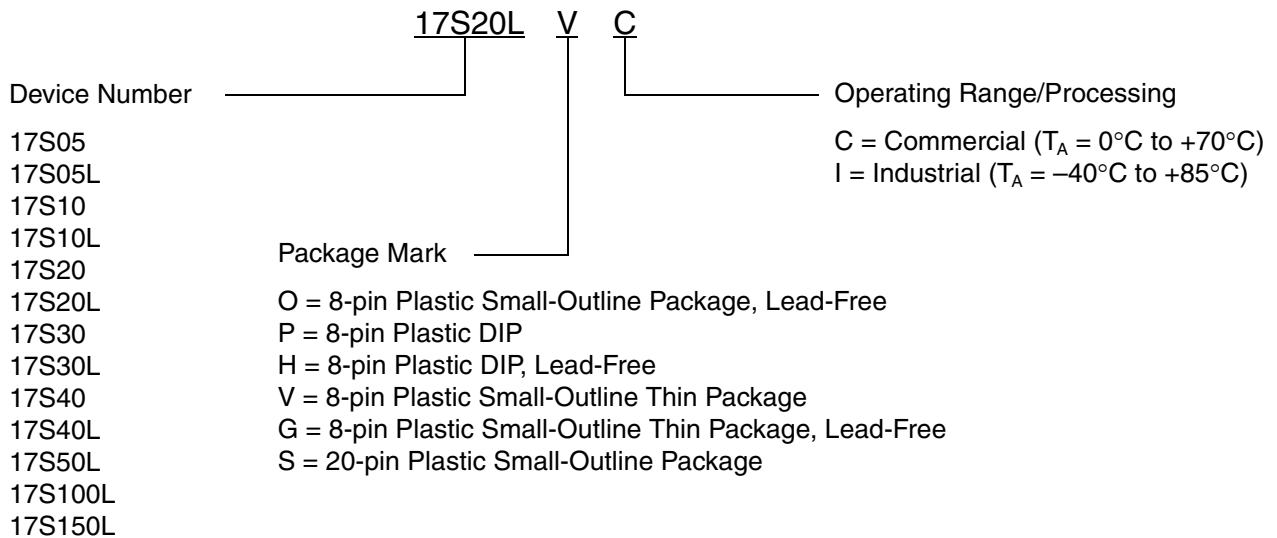 17S20L V C
Device Number
Operating Range/Processing
17S05
17S05L
17S10
17S10L
17S20
17S20L
17S30
17S30L
17S40
17S40L
17S50L
17S100L
17S150L
C = Commercial (TA = 0°C to +70°C)
I = Industrial (TA = –40°C to +85°C)
Package Mark
O = 8-pin Plastic Small-Outline Package, Lead-Free
P = 8-pin Plastic DIP
H = 8-pin Plastic DIP, Lead-Free
V = 8-pin Plastic Small-Outline Thin Package
G = 8-pin Plastic Small-Outline Thin Package, Lead-Free
S = 20-pin Plastic Small-Outline Package